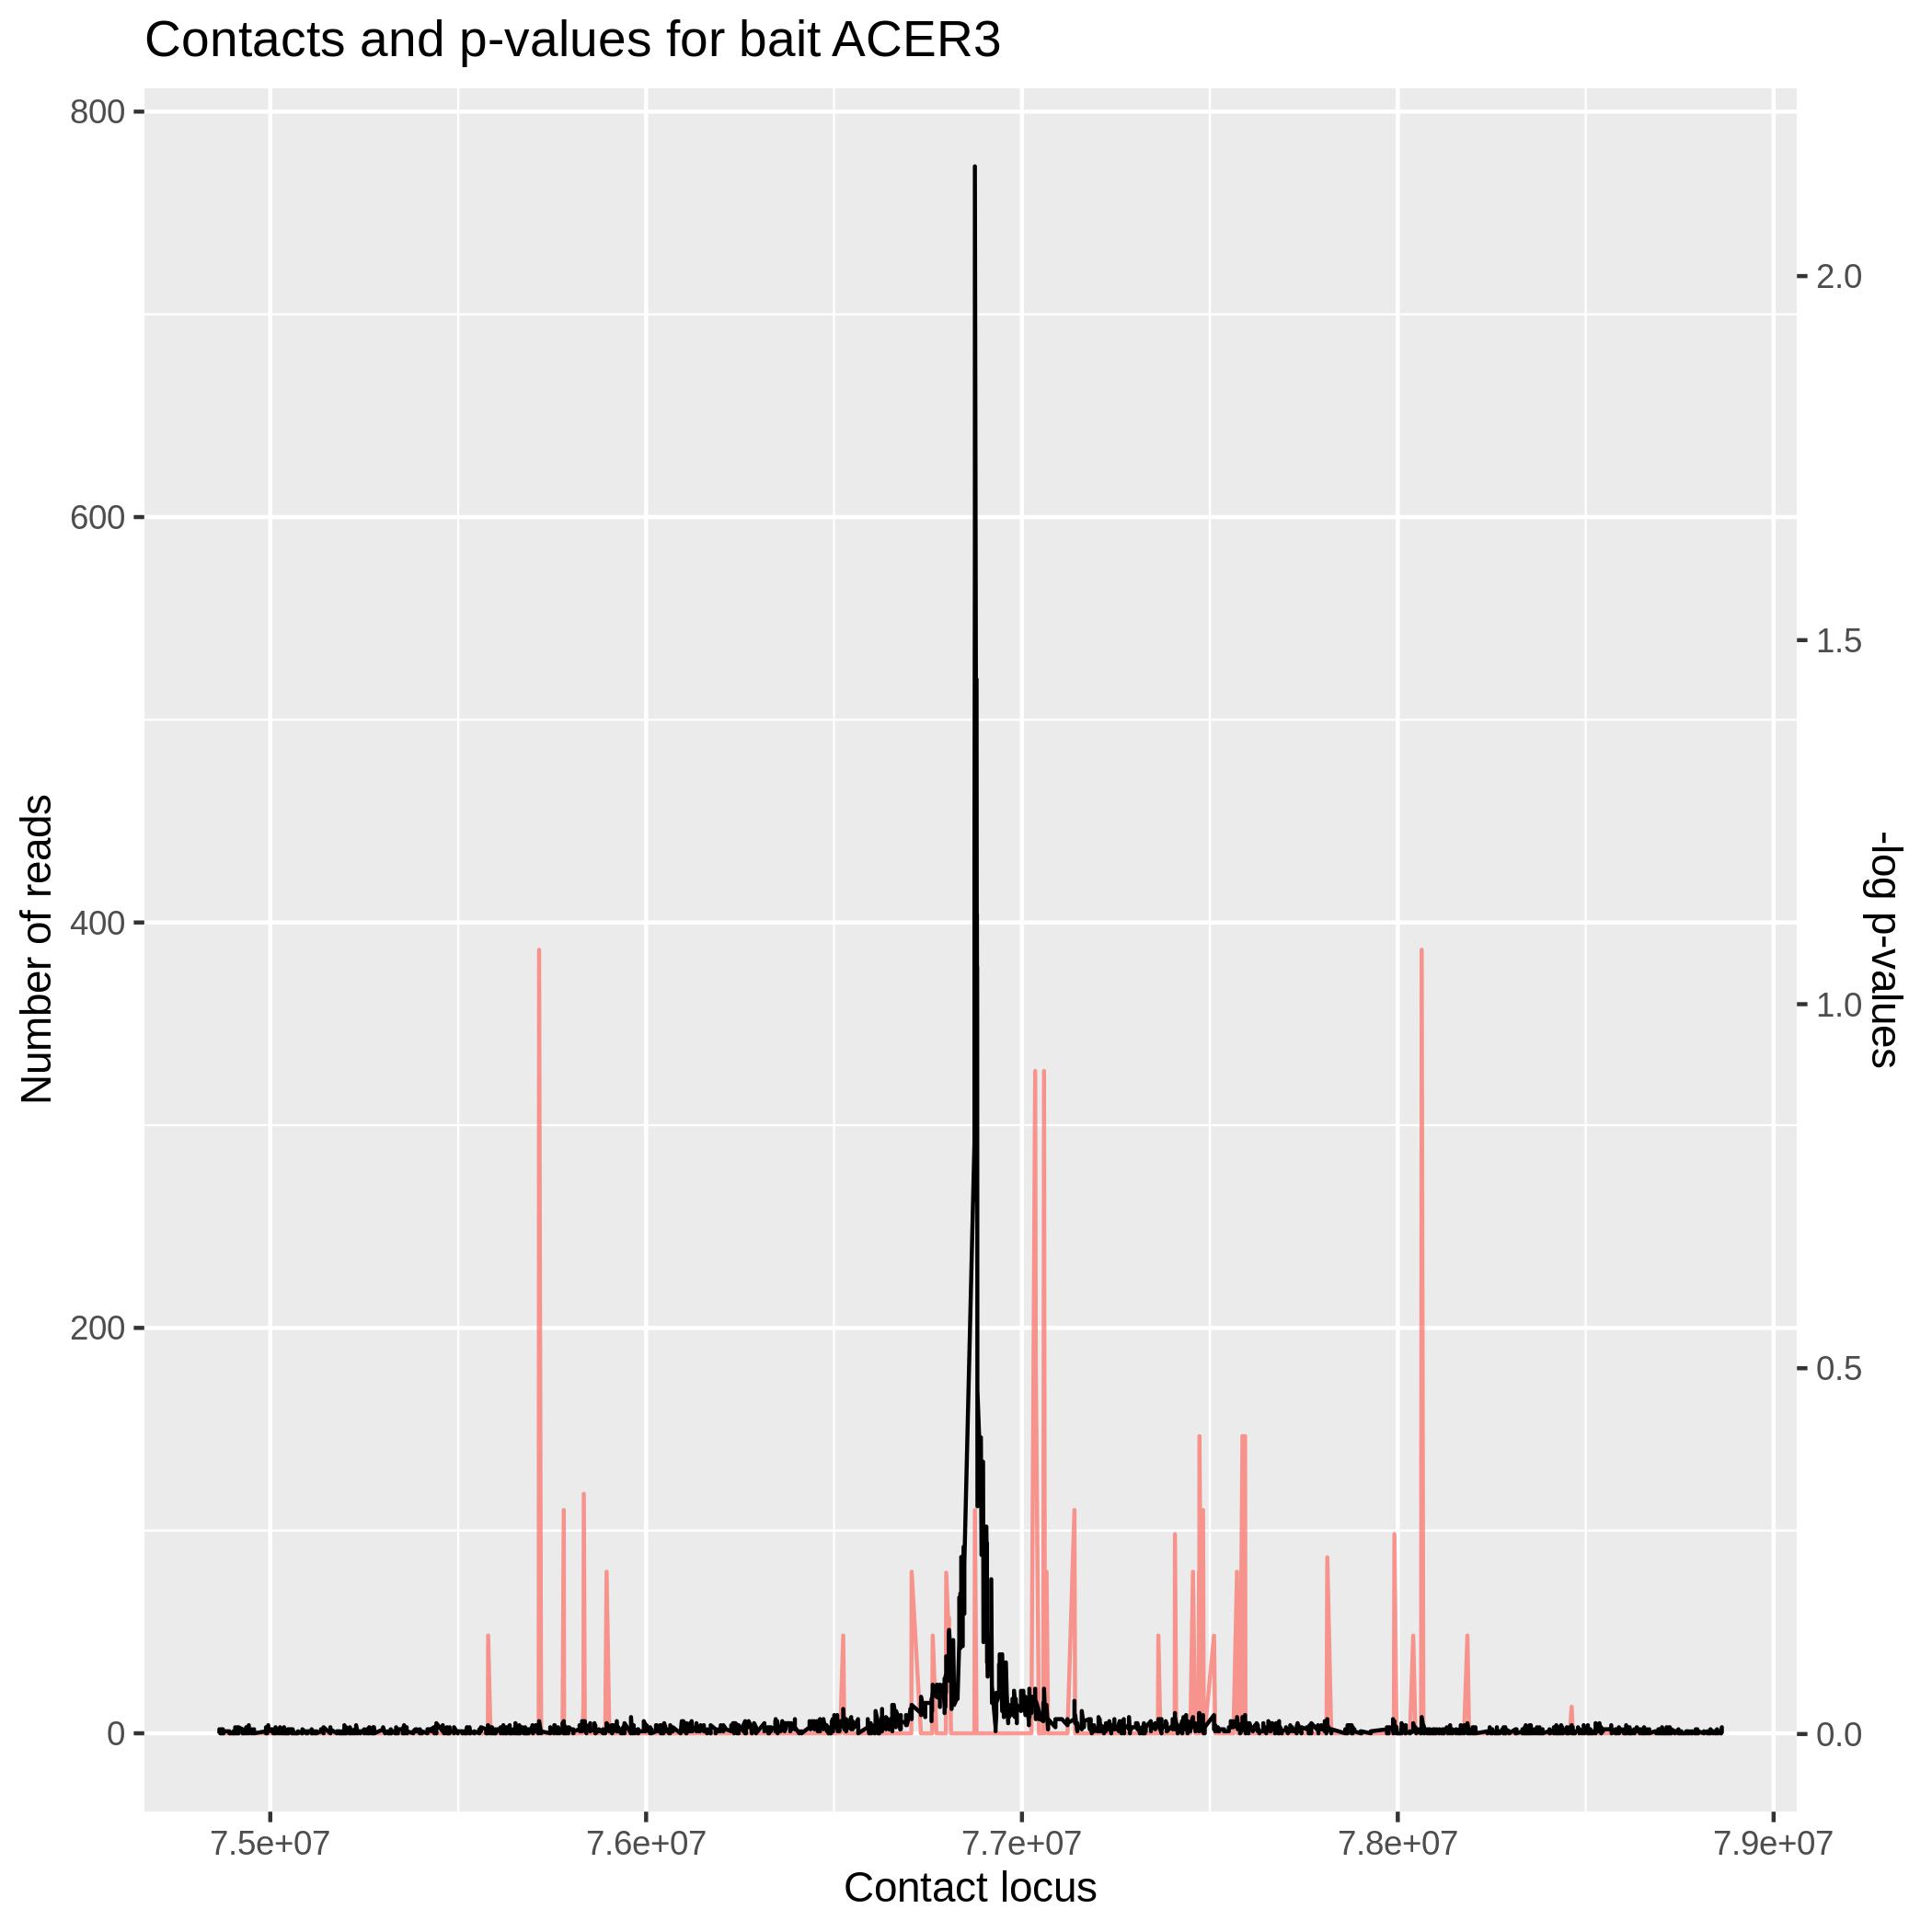 Contacts and p-values for bait ACER3
800
600
400
200
0
Number of reads
2.0
1.5
1.0
0.5
0.0
-log p-values
7.5e+07 7.6e+07 7.7e+07 7.8e+07 7.9e+07
Contact locus